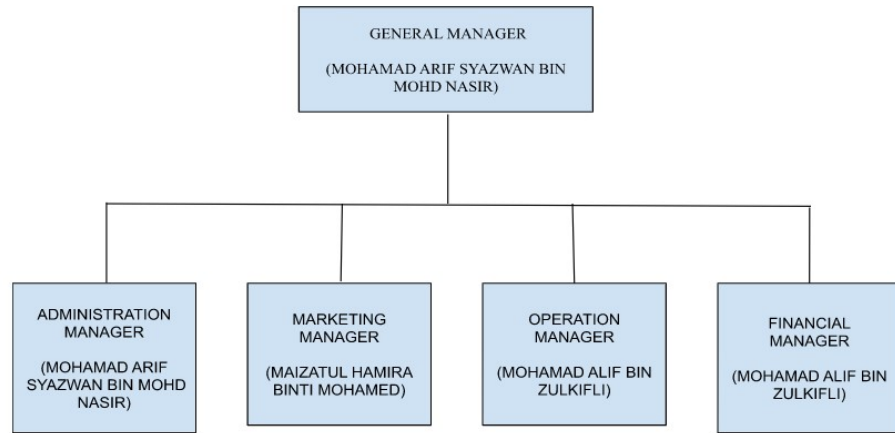 GENERAL MANAGER
(MOHAMAD ARIF SYAZWAN BIN
MOHD NASIR)
ADMINISTRATION
MANAGER
(MOHAMAD ARIF
SYAZWAN BIN MOHD
NASIR)
MARKETING
MANAGER
(MAIZATUL HAMIRA
BINTI MOHAMED)
OPERATION
MANAGER
(MOHAMAD ALIF BIN
ZULKIFLI)
FINANCIAL
MANAGER
(MOHAMAD ALIF BIN
ZULKIFLI)